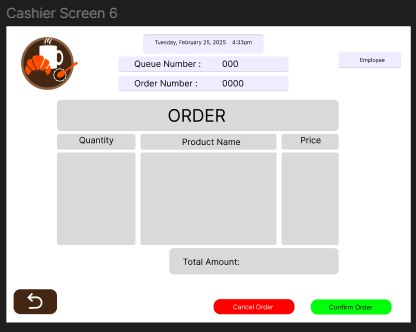 Cashier Screen 6
Tuesday, February 25, 2025 4:33pm
Queue Number : 000
Employee
Order Number : 0000
ORDER
Quantity Product Name Price
Total Amount:
Cancel Order Confirm Order